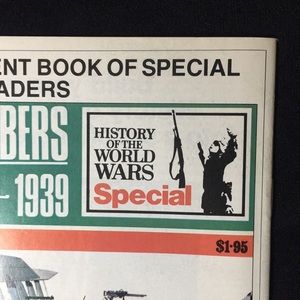 ENT BOOK OF SPECIAL
ADERS
BERS
- 1939
HISTORY
OF THE
WORLD
WARS
Special
$1·95